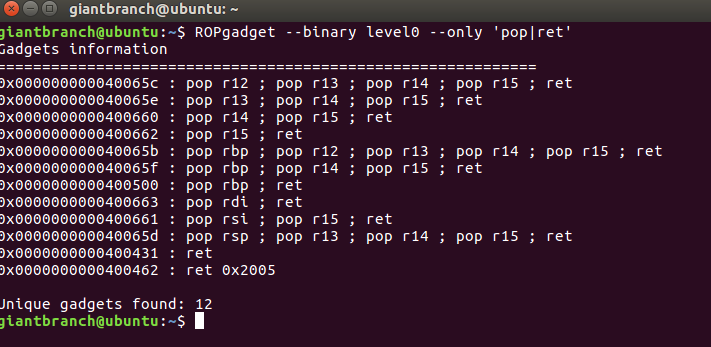 giantbranch@ubuntu: ~
giantbranch@ubuntu:~$ ROPgadget --binary level0 --only 'pop|ret'
Gadgets information
============================================================
0x000000000040065c : pop r12 ; pop r13 ; pop r14 ; pop r15 ; ret
0x000000000040065e : pop r13 ; pop r14 ; pop r15 ; ret
0x0000000000400660 : pop r14 ; pop r15 ; ret
0x0000000000400662 : pop r15 ; ret
0x000000000040065b : pop rbp ; pop r12 ; pop r13 ; pop r14 ; pop r15 ; ret
0x000000000040065f : pop rbp ; pop r14 ; pop r15 ; ret
0x0000000000400500 : pop rbp ; ret
0x0000000000400663 : pop rdi ; ret
0x0000000000400661 : pop rsi ; pop r15 ; ret
0x000000000040065d : pop rsp ; pop r13 ; pop r14 ; pop r15 ; ret
0x0000000000400431 : ret
0x0000000000400462 : ret 0x2005

Unique gadgets found: 12
giantbranch@ubuntu:~$